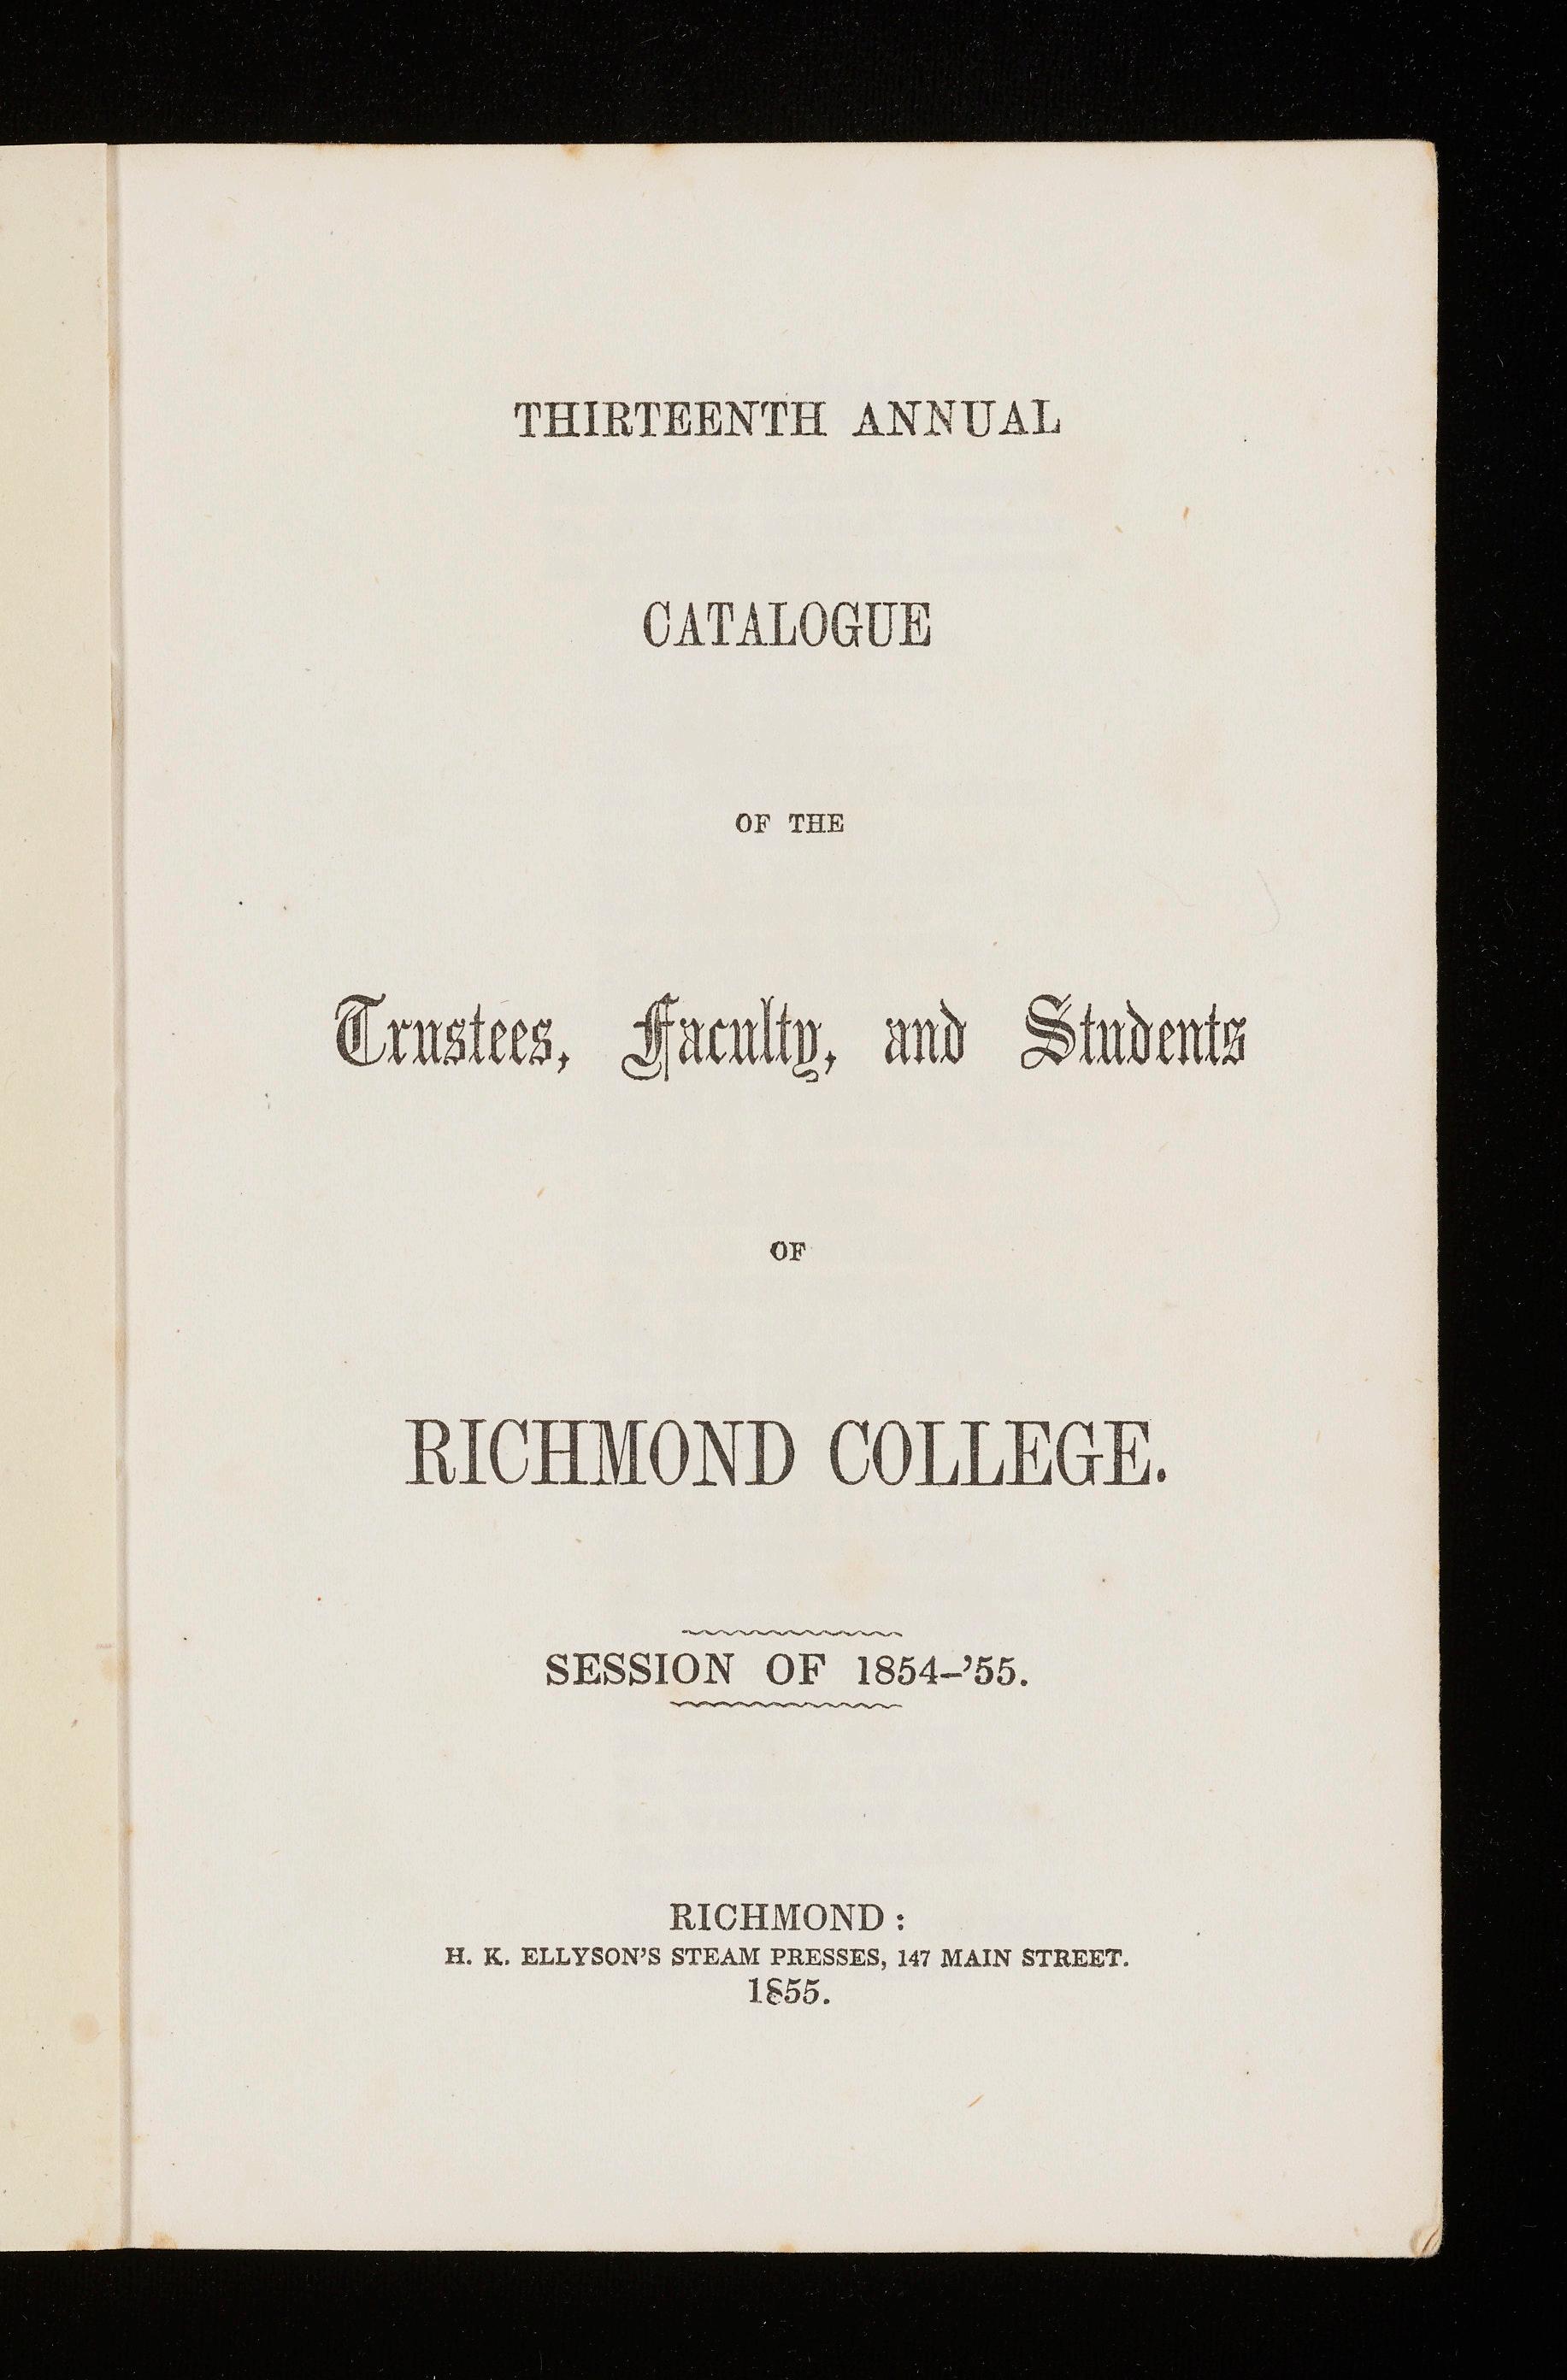 THIRTEENTH ANNUAL
CATALOGUE
OF THE
Trustees, Faculty, and Students
OF
RICHMOND COLLEGE.
SESSION OF 1854-'55.
RICHMOND:
H. K. ELLYSON'S STEAM PRESSES, 147 MAIN STREET.
1855.